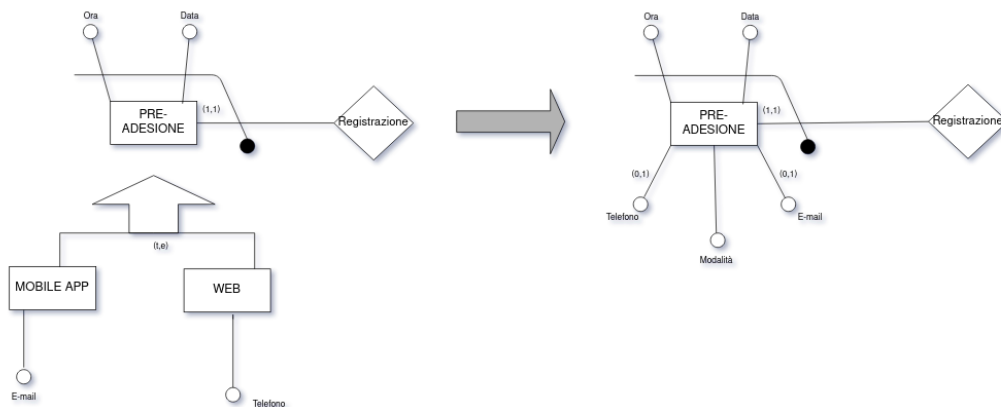 Ora
Data
(1,1)
PRE-
ADESIONE
Registrazione
(t,e)
MOBILE APP
WEB
E-mail
Telefono
Ora
Data
(1,1)
PRE-
ADESIONE
Registrazione
(0,1)
(0,1)
Telefono
E-mail
Modalità